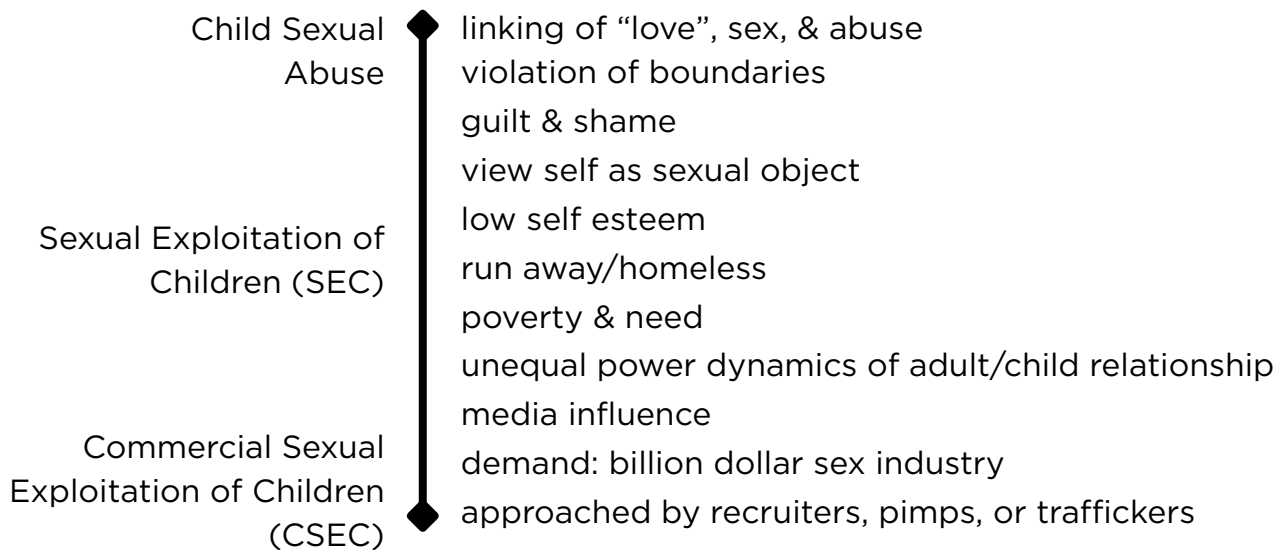 Child Sexual
Abuse
linking of “love”, sex, & abuse
violation of boundaries
guilt & shame
view self as sexual object
Sexual Exploitation of
Children (SEC)
low self esteem
run away/homeless
poverty & need
unequal power dynamics of adult/child relationship
media influence
Commercial Sexual
Exploitation of Children
(CSEC)
demand: billion dollar sex industry
approached by recruiters, pimps, or traffickers